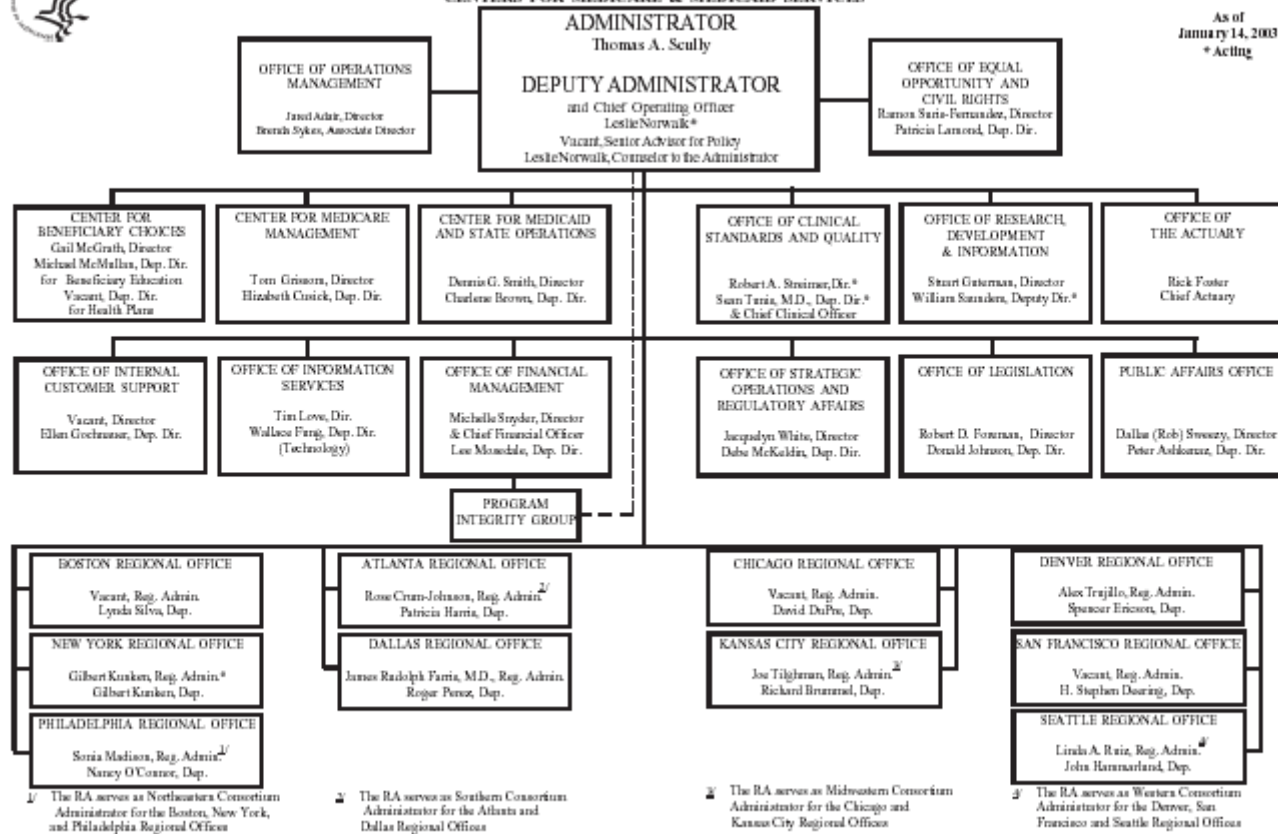 CENTERS FOR MEDICARE & MEDICAID SERVICES
As of
January 14, 2003
* Acting
ADMINISTRATOR
Thomas A. Scully
DEPUTY ADMINISTRATOR
and Chief Operating Officer
Leslie Norwalk*
Vacant, Senior Advisor for Policy
Leslie Norwalk, Counselor to the Administrator
OFFICE OF OPERATIONS
MANAGEMENT
Jared Adair, Director
Brenda Sykes, Associate Director
OFFICE OF EQUAL
OPPORTUNITY AND
CIVIL RIGHTS
Ramon Suris-Fernandez, Director
Patricia Lamond, Dep. Dir.
CENTER FOR
BENEFICIARY CHOICES
Gail McGrath, Director
Michael McMullan, Dep. Dir.
for Beneficiary Education
Vacant, Dep. Dir.
for Health Plans
CENTER FOR MEDICARE
MANAGEMENT
Tom Grissom, Director
Elizabeth Cusick, Dep. Dir.
CENTER FOR MEDICAID
AND STATE OPERATIONS
Dennis G. Smith, Director
Charlene Brown, Dep. Dir.
OFFICE OF CLINICAL
STANDARDS AND QUALITY
Robert A. Streimer, Dir.*
Sean Tunis, M.D., Dep. Dir.*
& Chief Clinical Officer
OFFICE OF RESEARCH,
DEVELOPMENT
& INFORMATION
Stuart Guterman, Director
William Saunders, Deputy Dir.*
OFFICE OF
THE ACTUARY
Rick Foster
Chief Actuary
OFFICE OF INTERNAL
CUSTOMER SUPPORT
Vacant, Director
Ellen Gochnauer, Dep. Dir.
OFFICE OF INFORMATION
SERVICES
Tim Love, Dir.
Wallace Fung, Dep. Dir.
(Technology)
OFFICE OF FINANCIAL
MANAGEMENT
Michelle Snyder, Director
& Chief Financial Officer
Lee Mosedale, Dep. Dir.
OFFICE OF STRATEGIC
OPERATIONS AND
REGULATORY AFFAIRS
Jacquelyn White, Director
Debe McKeldin, Dep. Dir.
OFFICE OF LEGISLATION
Robert D. Foreman, Director
Donald Johnson, Dep. Dir.
PUBLIC AFFAIRS OFFICE
Dallas (Rob) Sweezy, Director
Peter Ashkenaz, Dep. Dir.
PROGRAM
INTEGRITY GROUP
BOSTON REGIONAL OFFICE
Vacant, Reg. Admin.
Lynda Silva, Dep.
NEW YORK REGIONAL OFFICE
Gilbert Kunken, Reg. Admin.*
Gilbert Kunken, Dep.
PHILADELPHIA REGIONAL OFFICE
Sonia Madison, Reg. Admin. 1/
Nancy O'Connor, Dep.
ATLANTA REGIONAL OFFICE
Rose Crum-Johnson, Reg. Admin. 2/
Patricia Harris, Dep.
DALLAS REGIONAL OFFICE
James Radolph Farris, M.D., Reg. Admin.
Roger Perez, Dep.
CHICAGO REGIONAL OFFICE
Vacant, Reg. Admin.
David DuPre, Dep.
KANSAS CITY REGIONAL OFFICE
Joe Tilghman, Reg. Admin. 3/
Richard Brummel, Dep.
DENVER REGIONAL OFFICE
Alex Trujillo, Reg. Admin.
Spencer Ericson, Dep.
SAN FRANCISCO REGIONAL OFFICE
Vacant, Reg. Admin.
H. Stephen Deering, Dep.
SEATTLE REGIONAL OFFICE
Linda A. Ruiz, Reg. Admin. 4/
John Hammarlund, Dep.
1/ The RA serves as Northeastern Consortium
Administrator for the Boston, New York,
and Philadelphia Regional Offices
2/ The RA serves as Southern Consortium
Administrator for the Atlanta and
Dallas Regional Offices
3/ The RA serves as Midwestern Consortium
Administrator for the Chicago and
Kansas City Regional Offices
4/ The RA serves as Western Consortium
Administrator for the Denver, San
Francisco and Seattle Regional Offices